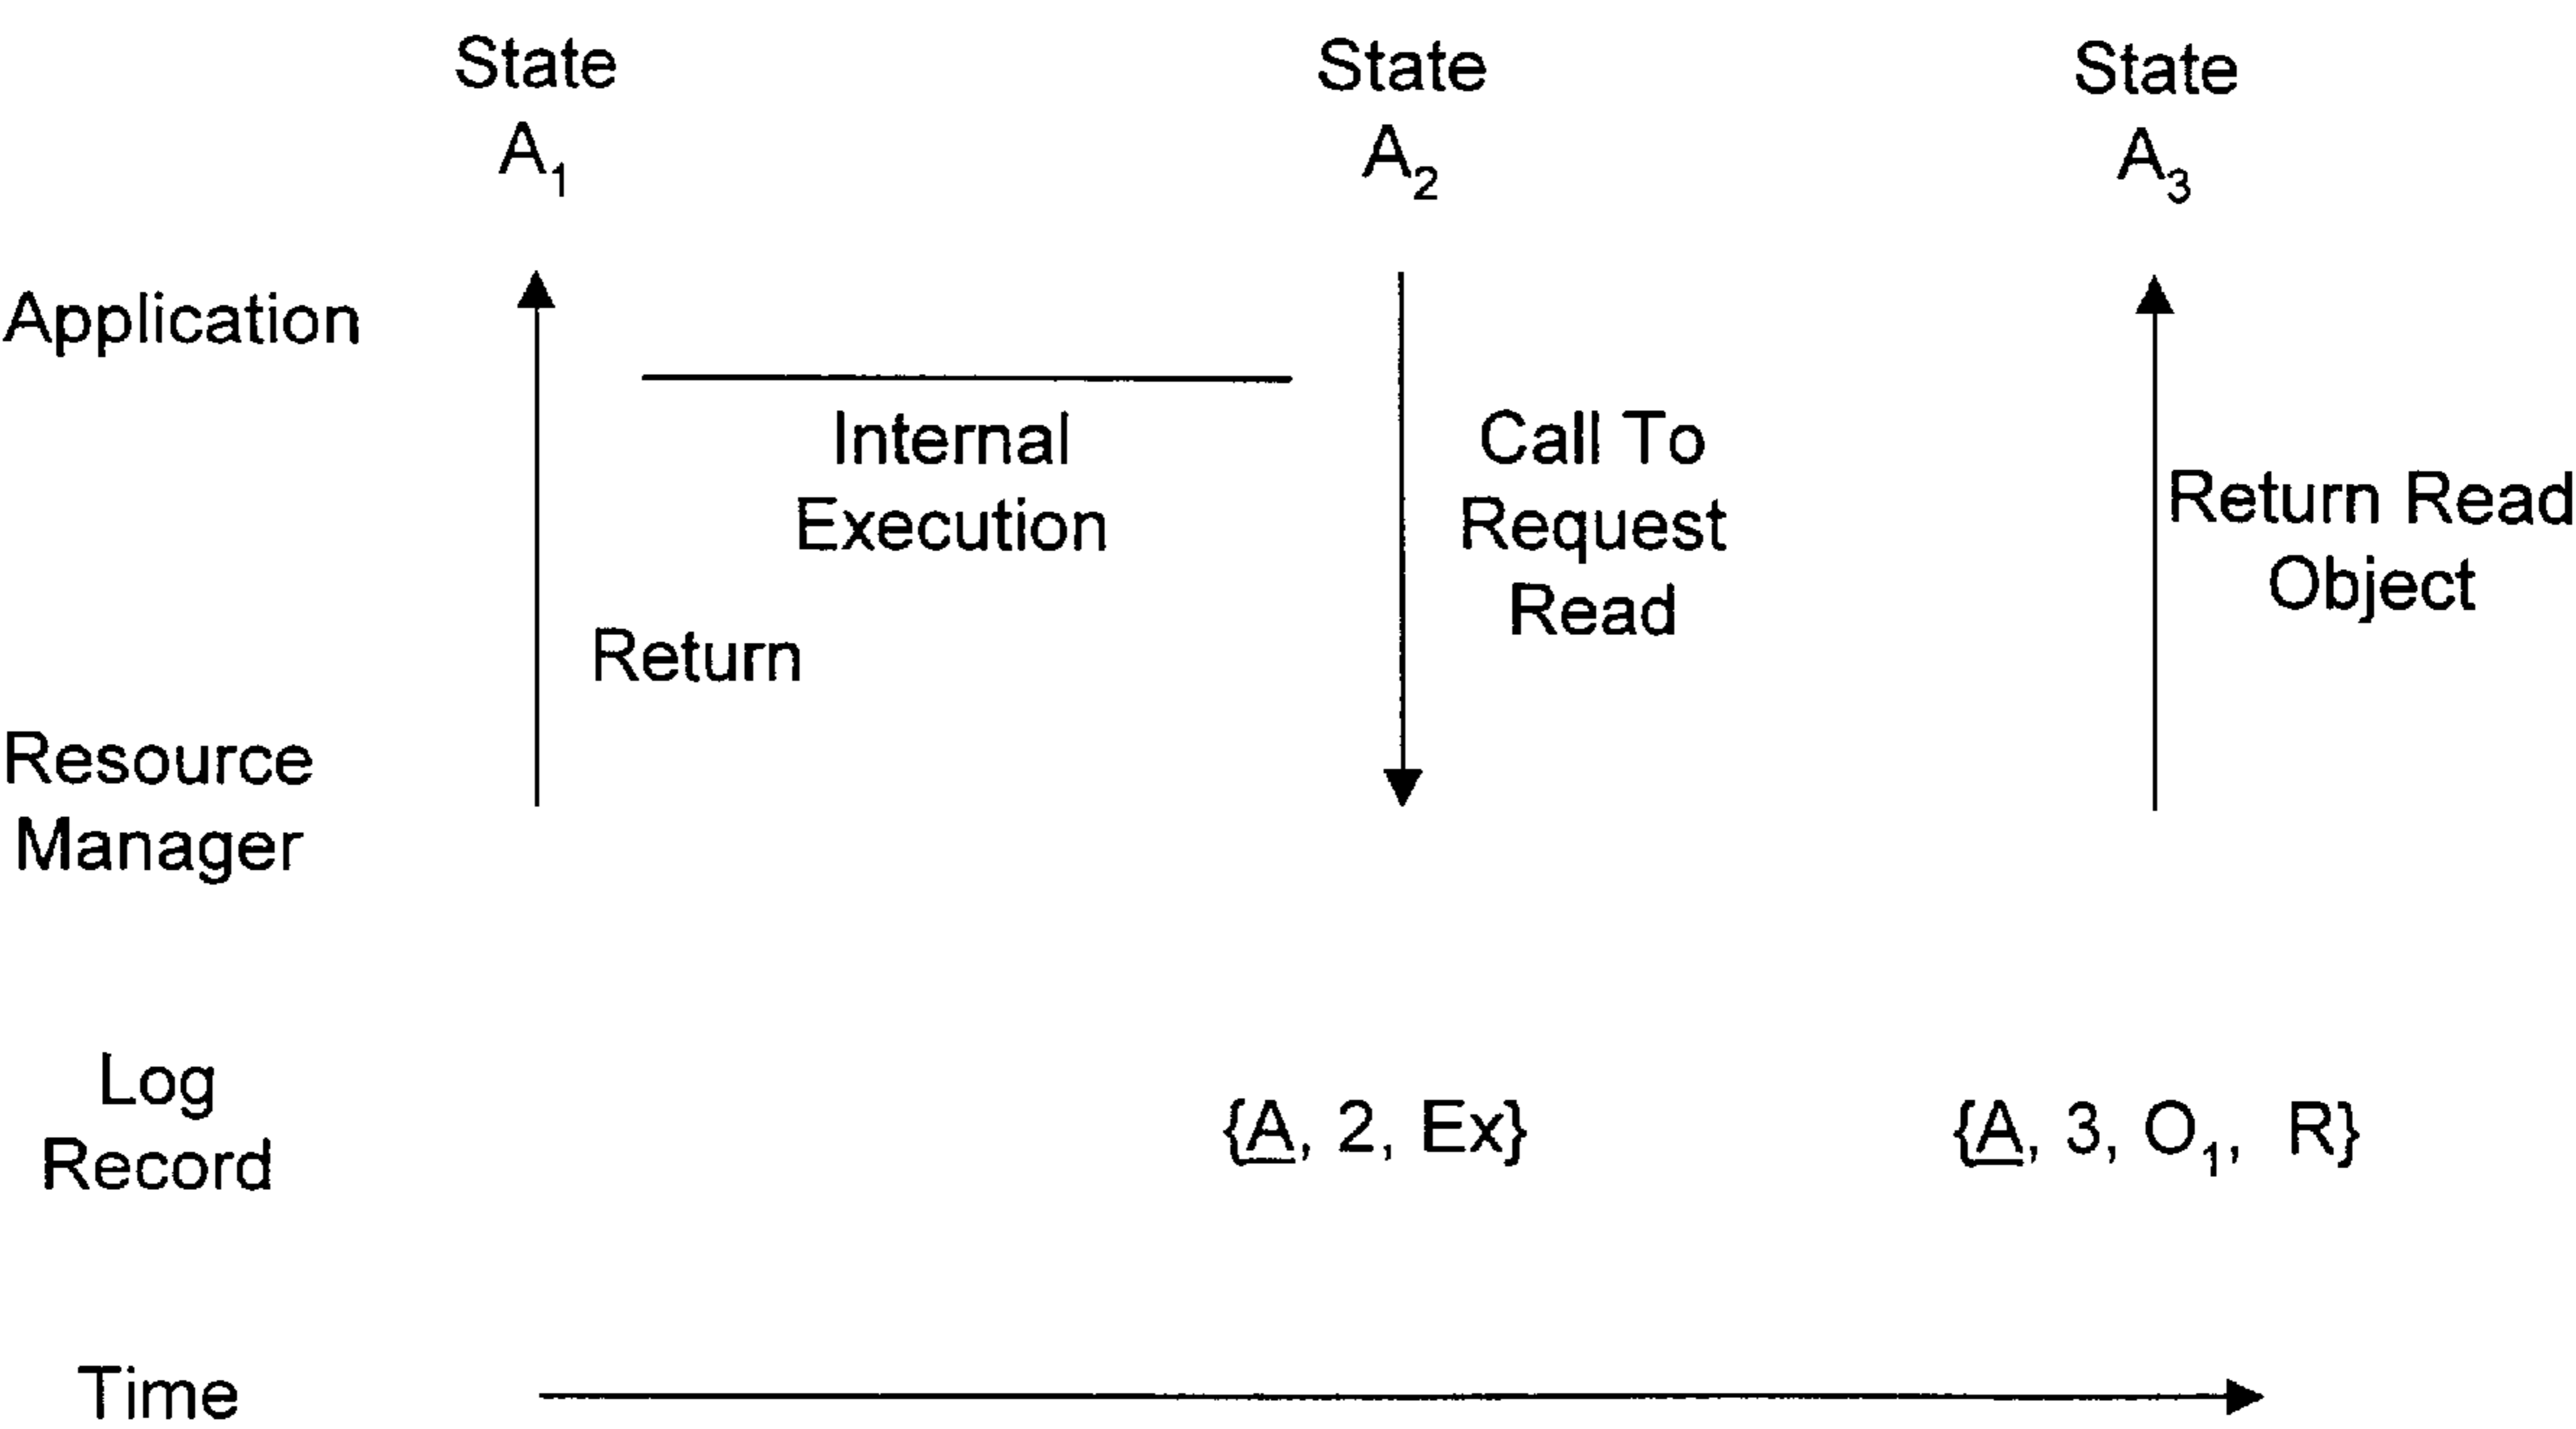 State
A₁
State
A₂
State
A₃
Application
Internal
Execution
Call To
Request
Read
Return Read
Object
Return
Resource
Manager
Log
Record
{A, 2, Ex}
{A, 3, O₁, R}
Time